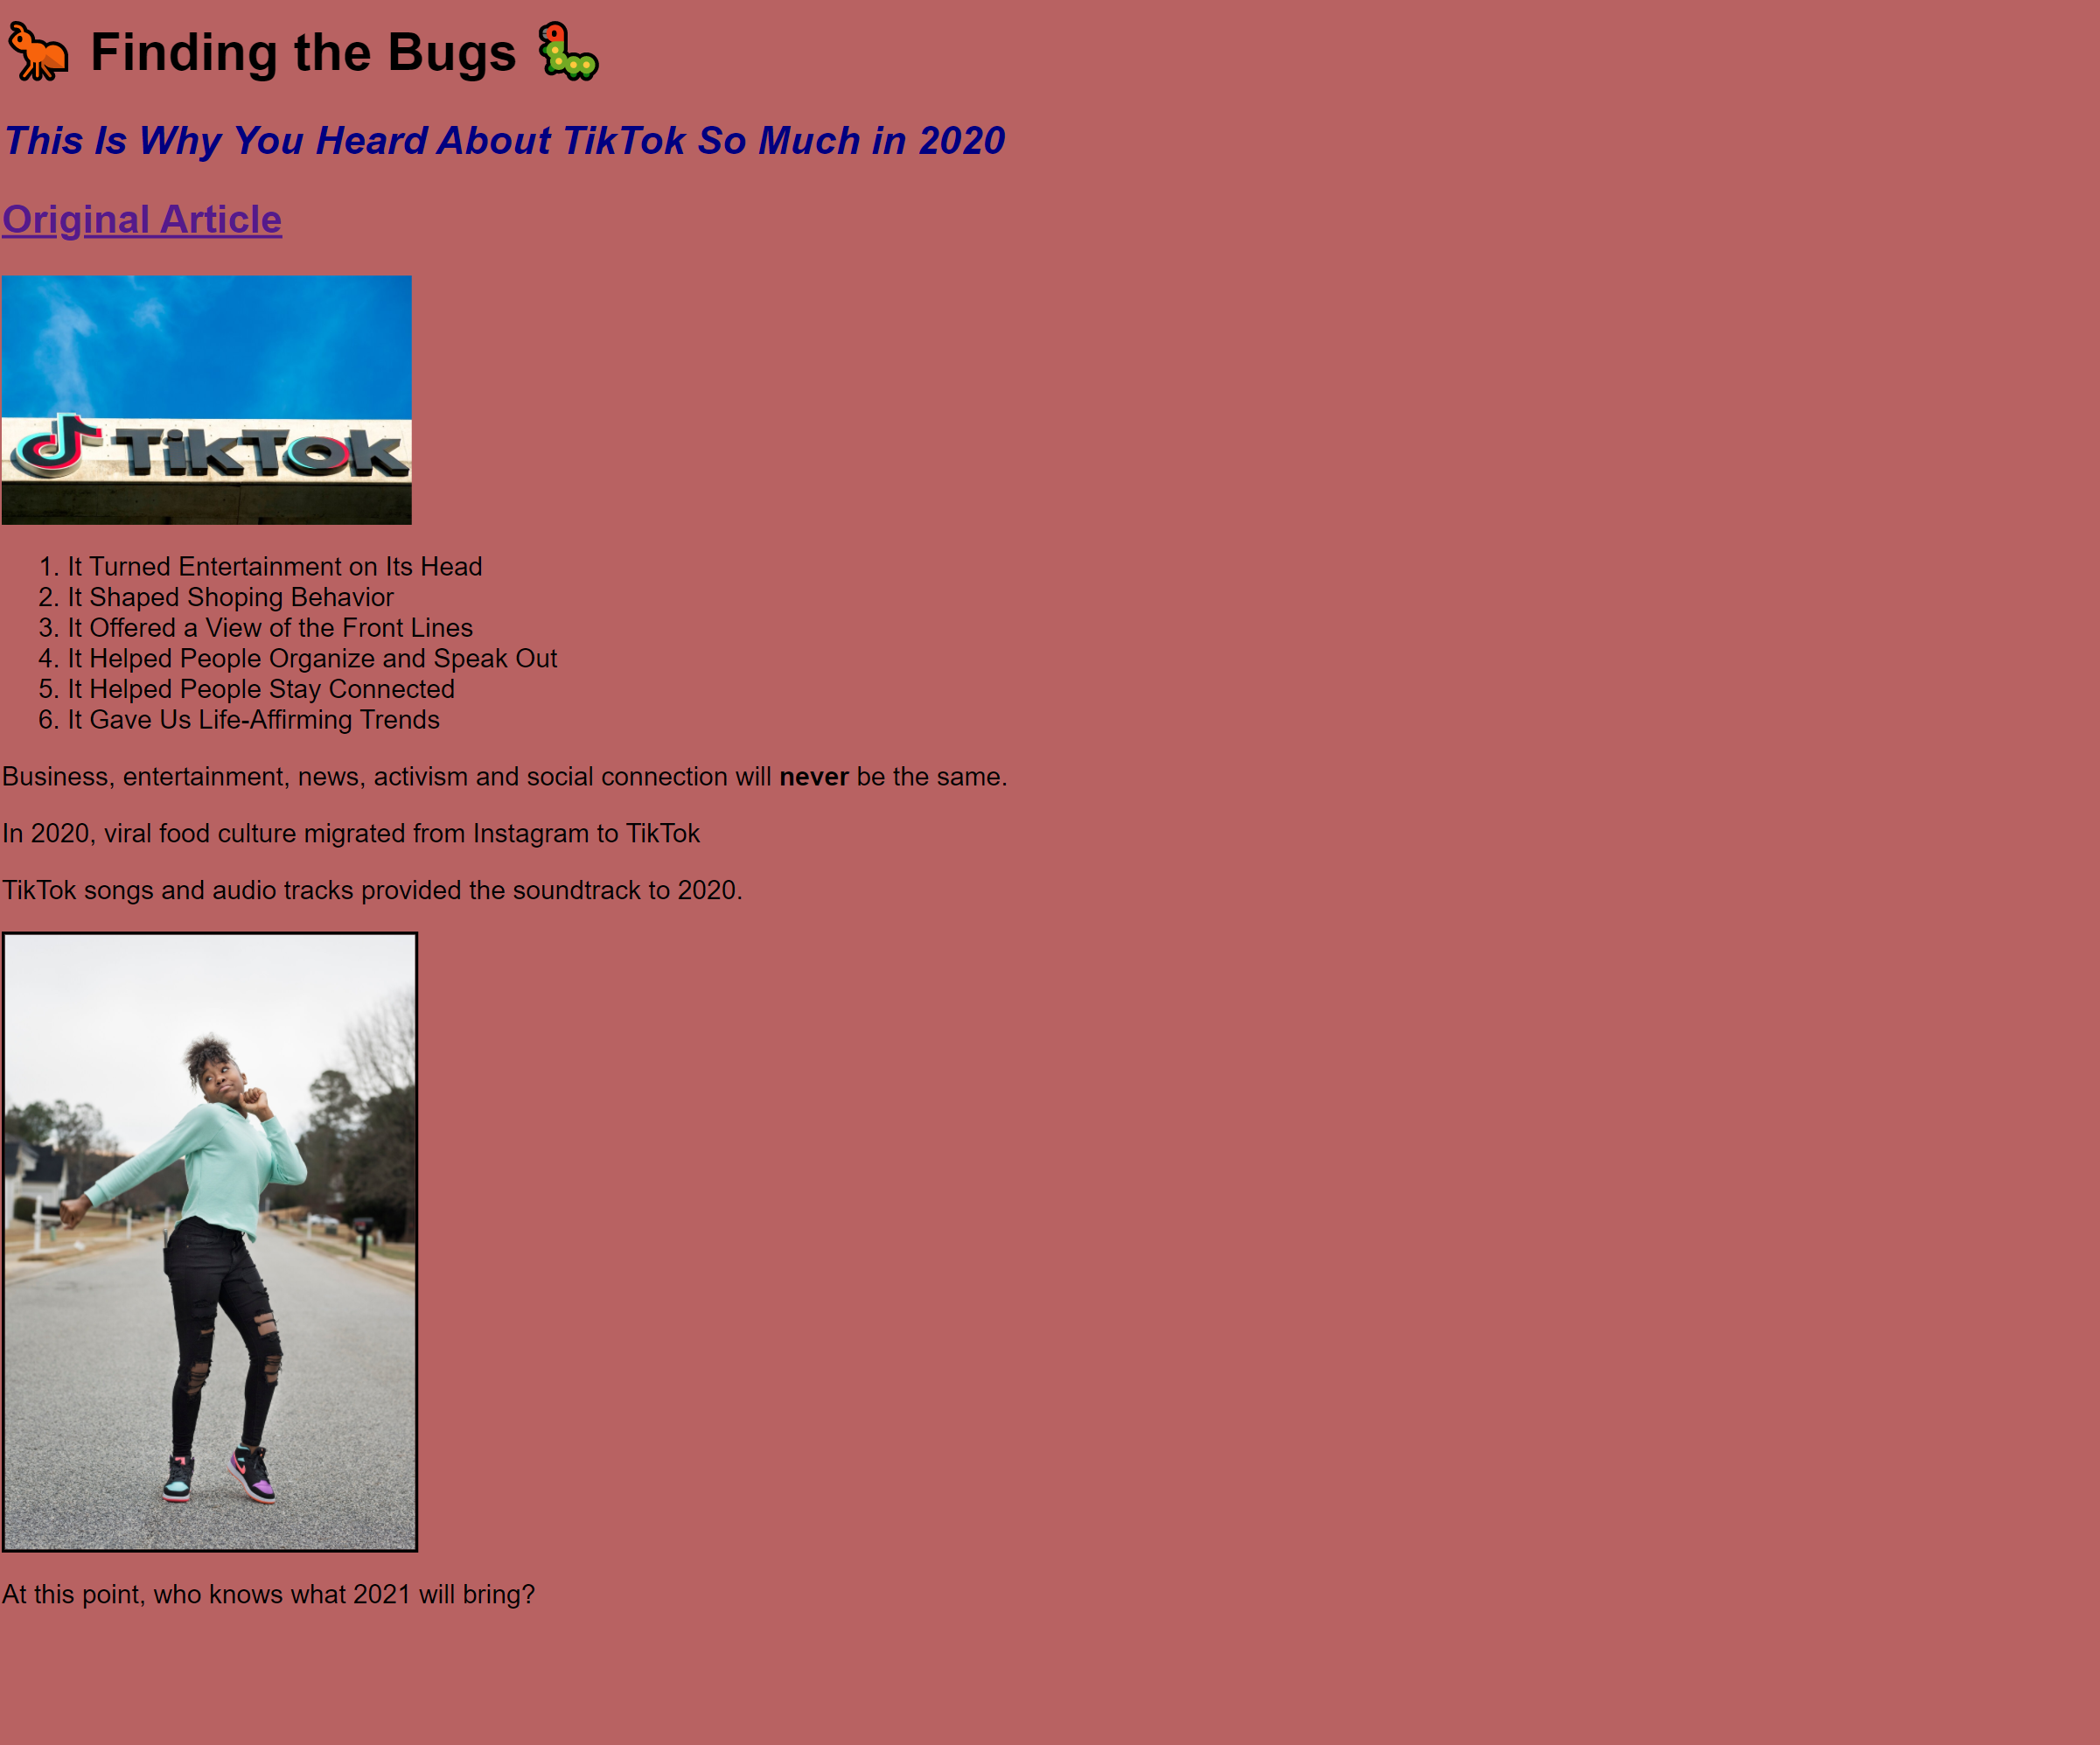 🐜 Finding the Bugs 🐛
This Is Why You Heard About TikTok So Much in 2020
Original Article
TikTok
1. It Turned Entertainment on Its Head
2. It Shaped Shoping Behavior
3. It Offered a View of the Front Lines
4. It Helped People Organize and Speak Out
5. It Helped People Stay Connected
6. It Gave Us Life-Affirming Trends
Business, entertainment, news, activism and social connection will never be the same.
In 2020, viral food culture migrated from Instagram to TikTok
TikTok songs and audio tracks provided the soundtrack to 2020.
At this point, who knows what 2021 will bring?